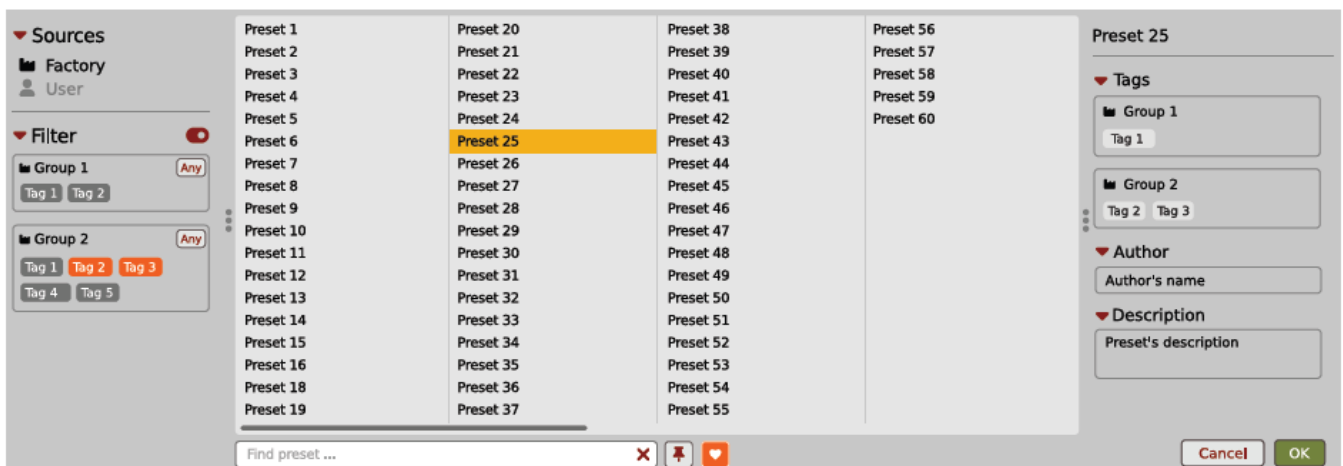 Sources
Factory
User
Filter
Group 1 Any
Tag 1 Tag 2
Group 2 Any
Tag 1 Tag 2 Tag 3
Tag 4 Tag 5
Preset 1
Preset 2
Preset 3
Preset 4
Preset 5
Preset 6
Preset 7
Preset 8
Preset 9
Preset 10
Preset 11
Preset 12
Preset 13
Preset 14
Preset 15
Preset 16
Preset 18
Preset 19
Preset 20
Preset 21
Preset 22
Preset 23
Preset 24
Preset 25
Preset 26
Preset 27
Preset 28
Preset 29
Preset 30
Preset 31
Preset 32
Preset 33
Preset 34
Preset 35
Preset 36
Preset 37
Preset 38
Preset 39
Preset 40
Preset 41
Preset 42
Preset 43
Preset 44
Preset 45
Preset 46
Preset 47
Preset 48
Preset 49
Preset 50
Preset 51
Preset 52
Preset 53
Preset 54
Preset 55
Preset 56
Preset 57
Preset 58
Preset 59
Preset 60
Find preset ...
Preset 25
Tags
Group 1
Tag 1
Group 2
Tag 2 Tag 3
Author
Author's name
Description
Preset's description
Cancel OK